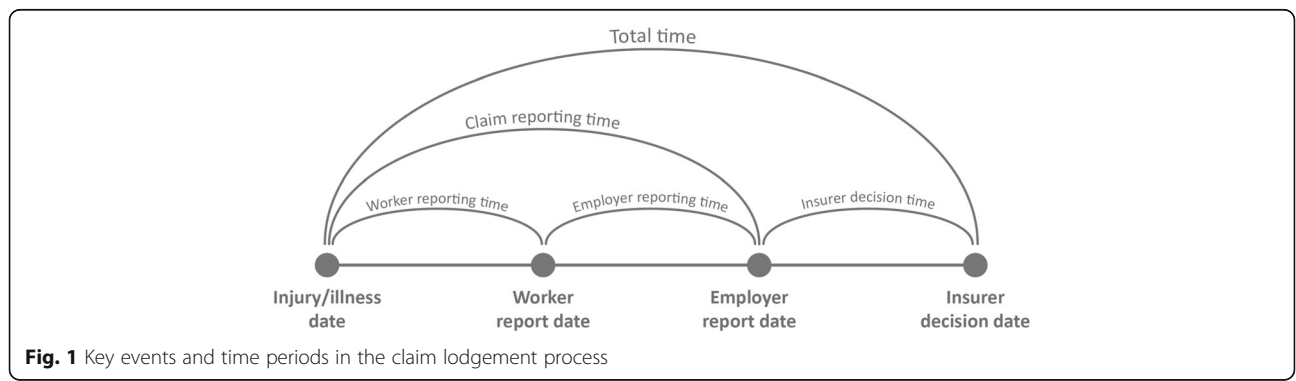 Total time
Claim reporting time
Worker reporting time
Employer reporting time
Insurer decision time
Injury/illness
date
Worker
report date
Employer
report date
Insurer
decision date
Fig. 1 Key events and time periods in the claim lodgement process